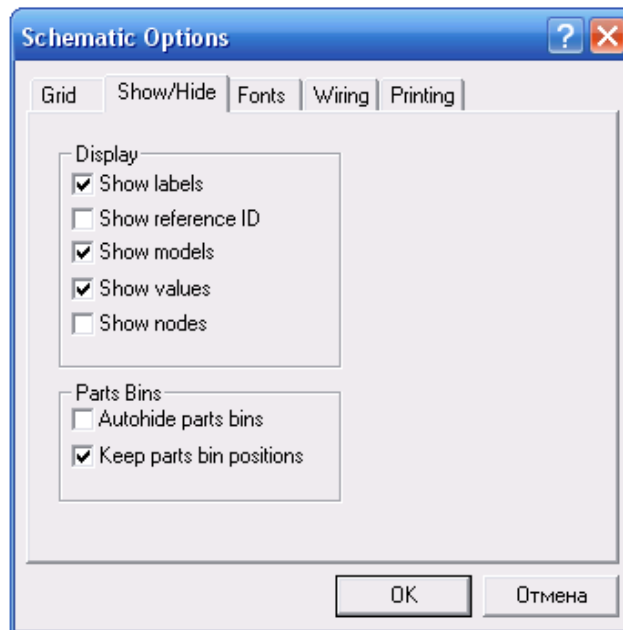 Schematic Options
Grid Show/Hide Fonts Wiring Printing
Display
Show labels
Show reference ID
Show models
Show values
Show nodes
Parts Bins
Autohide parts bins
Keep parts bin positions
OK Отмена